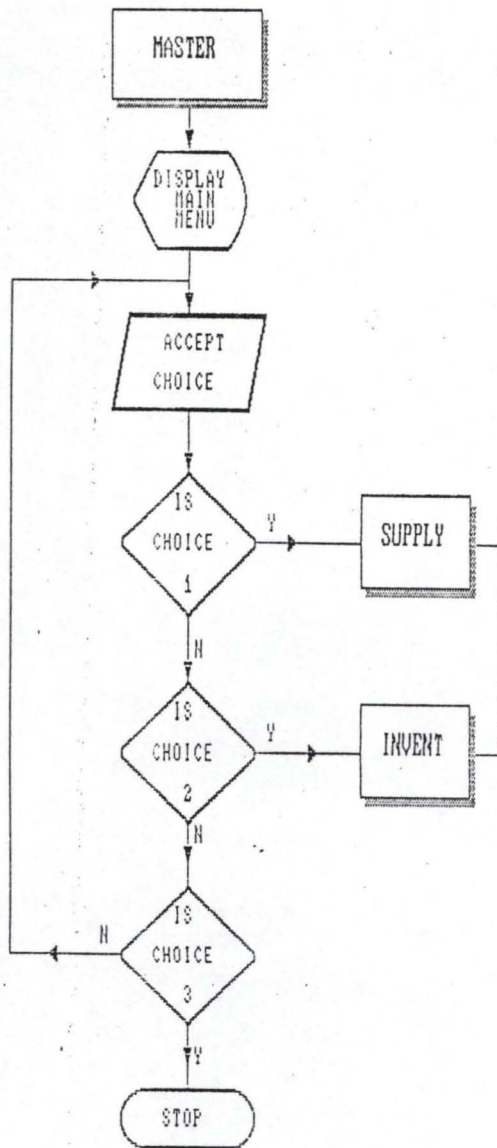 MASTER
DISPLAY
MAIN
MENU
ACCEPT
CHOICE
IS
CHOICE
1
Y
SUPPLY
N
IS
CHOICE
2
Y
INVENT
N
IS
CHOICE
3
N
Y
STOP